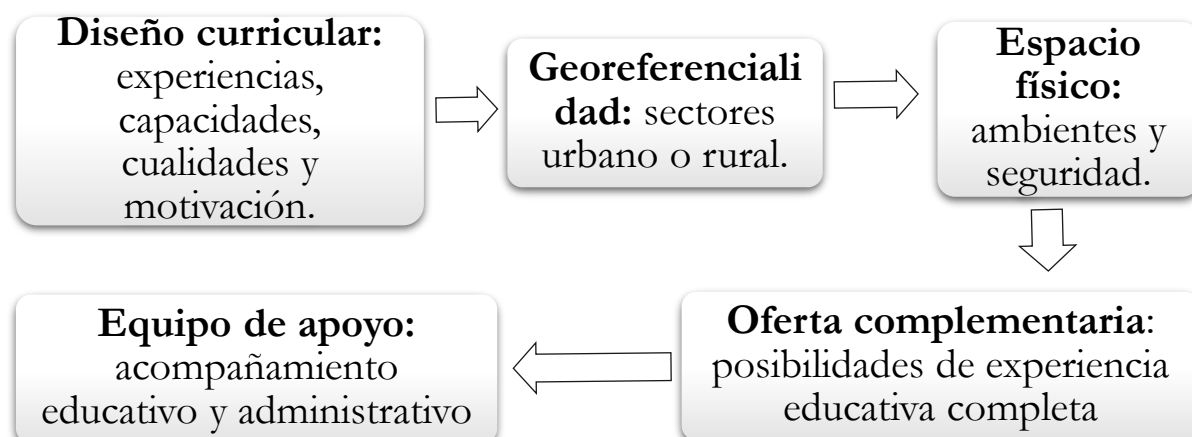 Diseño curricular:
experiencias,
capacidades,
cualidades y
motivación.
Georeferenciali
dad: sectores
urbano o rural.
Espacio
físico:
ambientes y
seguridad.
Oferta complementaria:
posibilidades de experiencia
educativa completa
Equipo de apoyo:
acompañamiento
educativo y administrativo